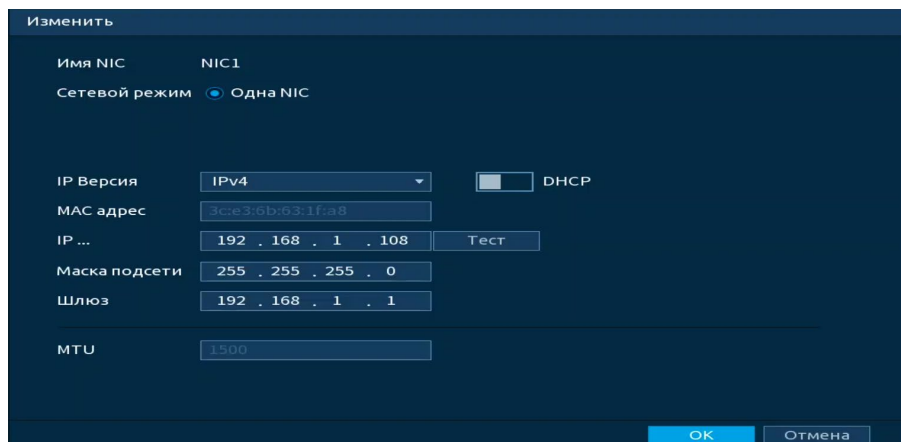 Изменить
Имя NIC NIC1
Сетевой режим Одна NIC
IP Версия IPv4 DHCP
MAC адрес 3c:e3:6b:63:1f:a8
IP ... 192 . 168 . 1 . 108 Тест
Маска подсети 255 . 255 . 255 . 0
Шлюз 192 . 168 . 1 . 1
MTU 1500
OK Отмена